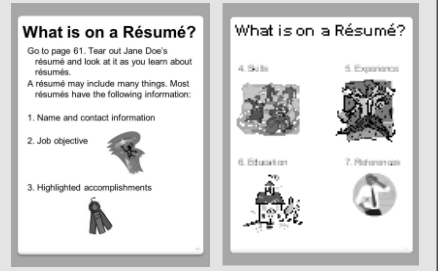 What is on a Résumé?
Go to page 61. Tear out Jane Doe's
résumé and look at it as you learn about
résumés.
A résumé may include many things. Most
résumés have the following information:
1. Name and contact information
2. Job objective
3. Highlighted accomplishments
What is on a Résumé?
4. Skills
5. Experience
6. Education
7. References